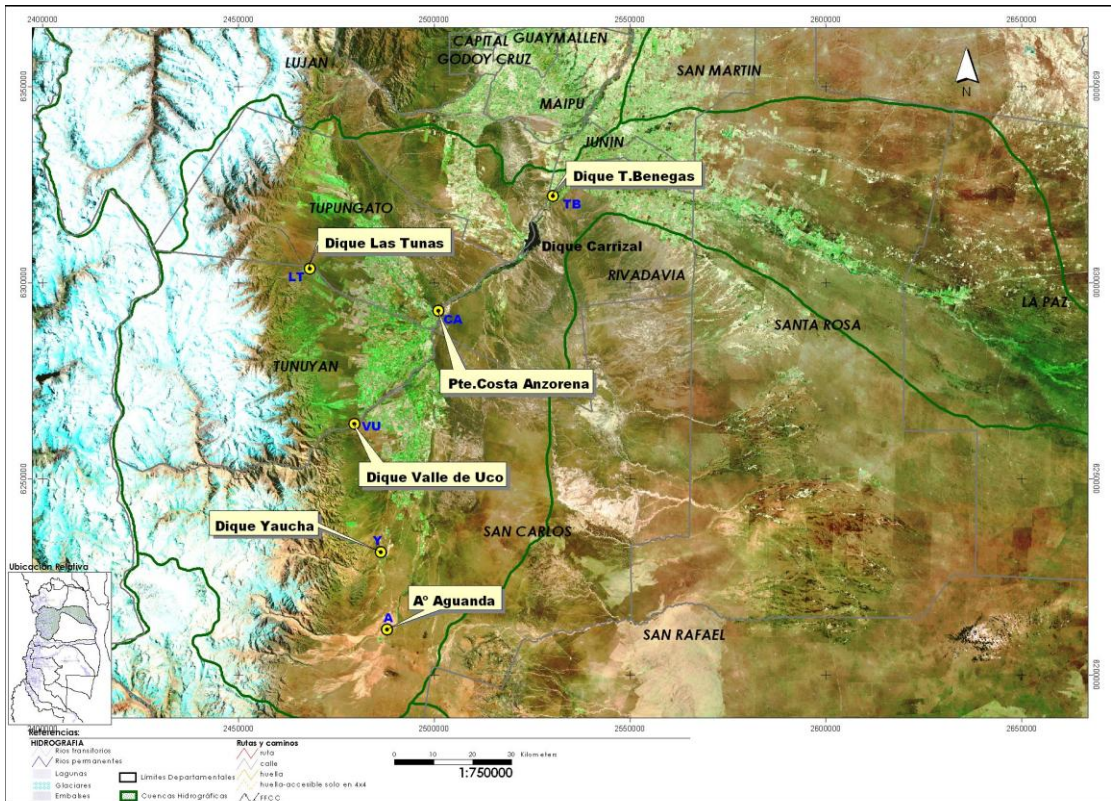 2400000 2450000 2500000 2550000 2600000 2650000
GUAYMALLEN
CAPITAL
LUJAN
GODOY CRUZ
SAN MARTIN
N
6350000
MAIPU
JUNIN
Dique T.Benegas
TUPUNGATO
TB
Dique Las Tunas
Dique Carrizal
LT
RIVADAVIA
6300000
6300000
LA PAZ
CA
SANTA ROSA
TUNUYAN
Pte.Costa Anzorena
VU
Dique Valle de Uco
6250000
Dique Yaucha
SAN CARLOS
Y
Ubicación Relativa
Aº Aguanda
A
SAN RAFAEL
2400000 2450000 2500000 2550000 2600000 2650000
Referencias:
HIDROGRAFIA
Rios transitorios
Rios permanentes
Lagunas
Glaciares
Embalses
Límites Departamentales
Cuencas Hidrográficas
Rutas y caminos
ruta
calle
huella
huella-accesible solo en 4x4
FFCC
0 10 20 30 Kilometers
1:750000